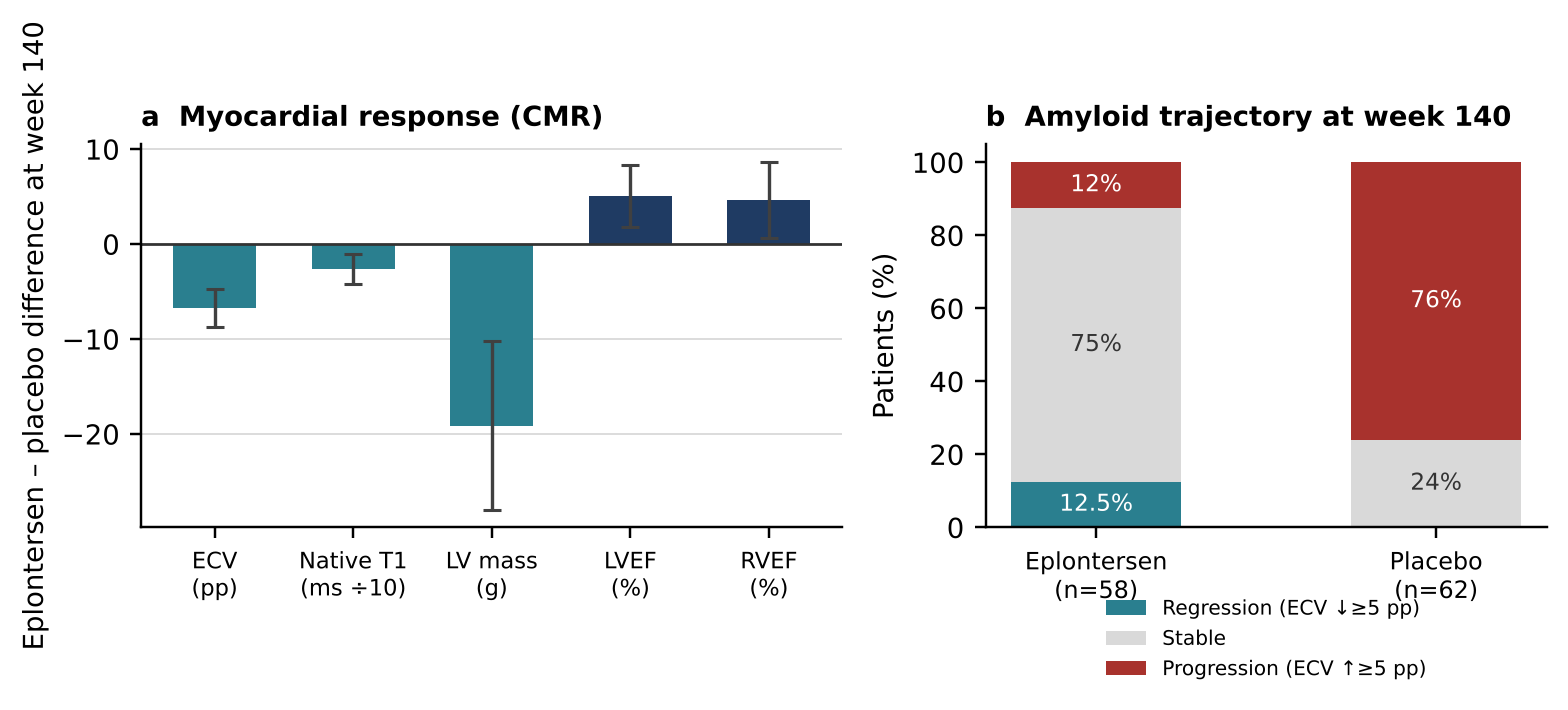 Eplontersen – placebo difference at week 140
a Myocardial response (CMR)
10
0
−10
−20
ECV
(pp)
Native T1
(ms ÷10)
LV mass
(g)
LVEF
(%)
RVEF
(%)
b Amyloid trajectory at week 140
Patients (%)
100
80
60
40
20
0
12%
75%
12.5%
76%
24%
Eplontersen
(n=58)
Placebo
(n=62)
Regression (ECV ↓≥5 pp)
Stable
Progression (ECV ↑≥5 pp)